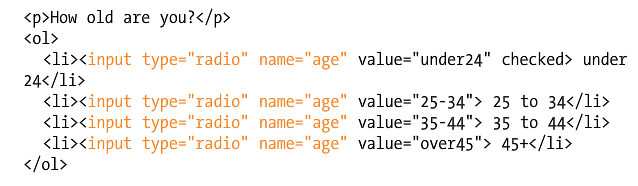 <p>How old are you?</p>
<ol>
<li><input type="radio" name="age" value="under24" checked> under
24</li>
<li><input type="radio" name="age" value="25-34"> 25 to 34</li>
<li><input type="radio" name="age" value="35-44"> 35 to 44</li>
<li><input type="radio" name="age" value="over45"> 45+</li>
</ol>